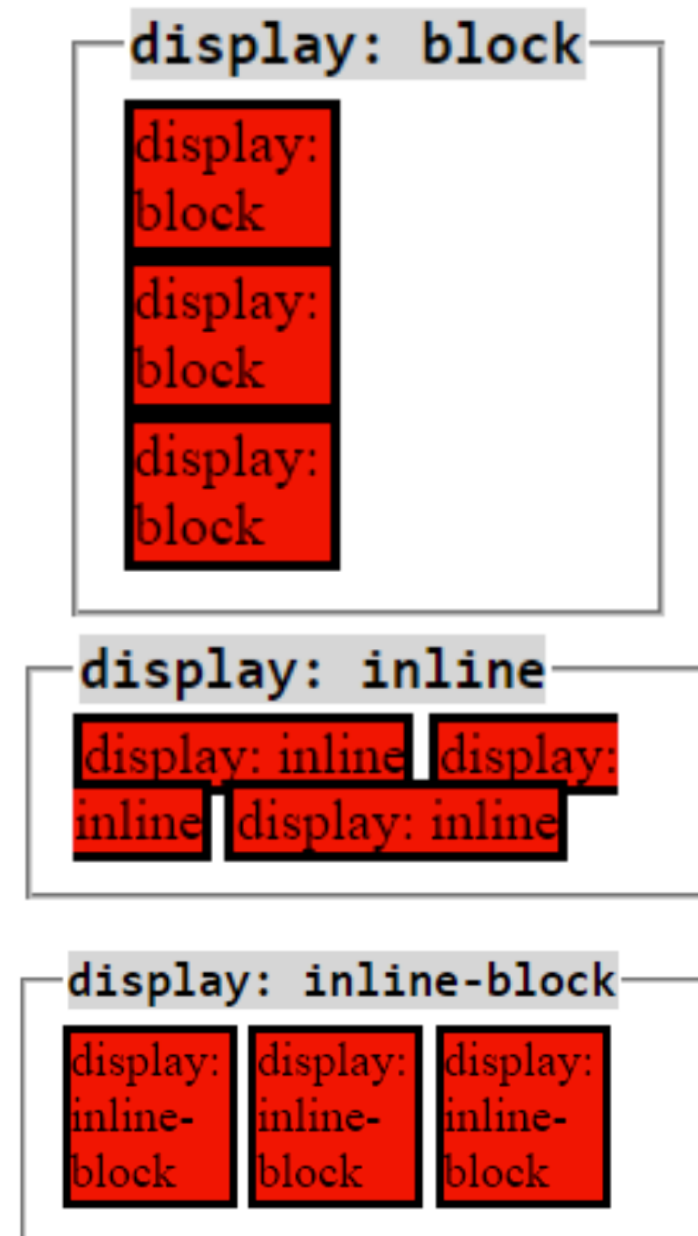 display: block
display:
block
display:
block
display:
block
display: inline
display: inline display:
inline display: inline
display: inline-block
display: display: display:
inline- inline- inline-
block block block